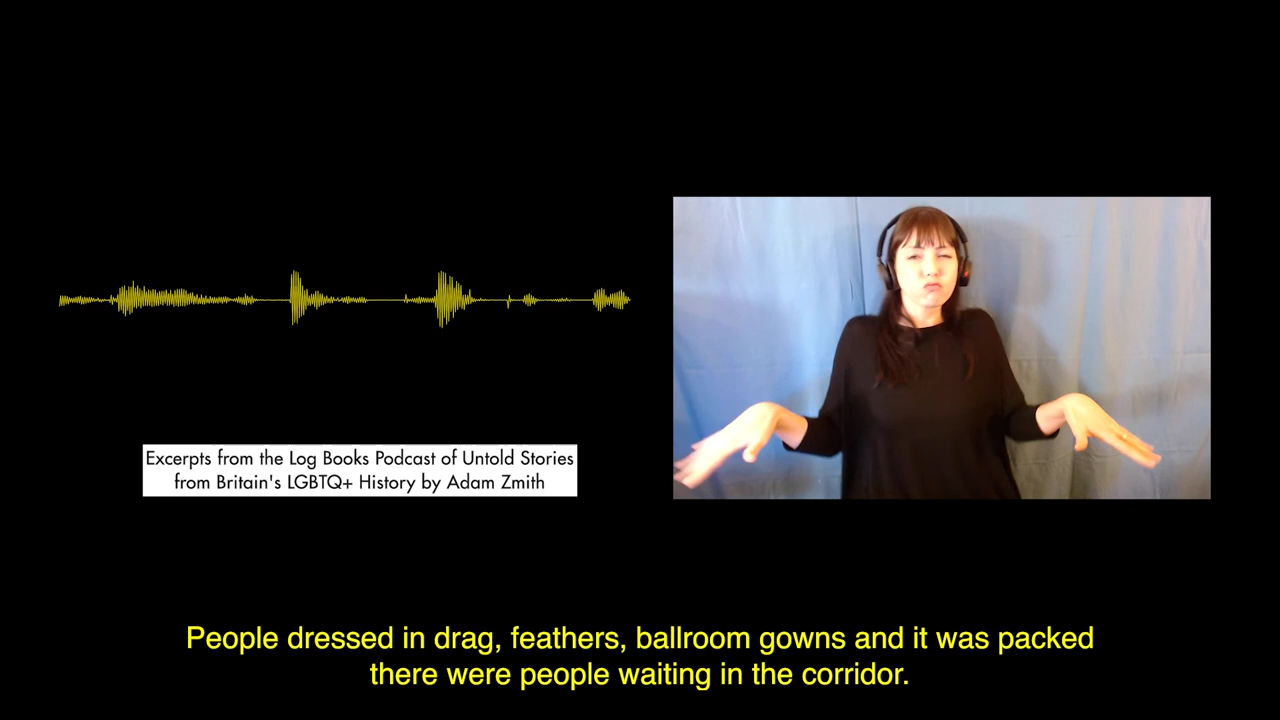 Excerpts from the Log Books Podcast of Untold Stories
from Britain's LGBTQ+ History by Adam Zmith
People dressed in drag, feathers, ballroom gowns and it was packed
there were people waiting in the corridor.